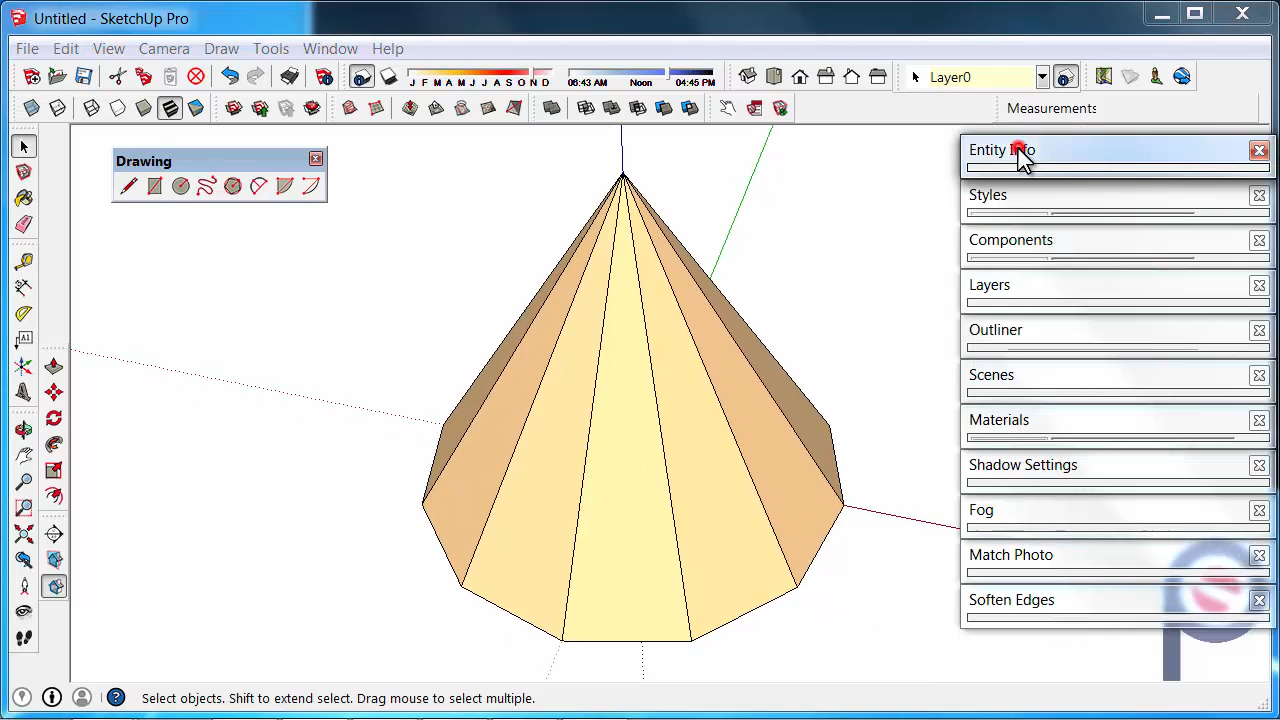 Untitled - SketchUp Pro
File Edit View Camera Draw Tools Window Help
J F M A M J J A S O N D 06:43 AM Noon 04:45 PM Layer0
Measurements
Drawing
Entity Info
Styles
Components
Layers
Outliner
Scenes
Materials
Shadow Settings
Fog
Match Photo
Soften Edges
A1
Select objects. Shift to extend select. Drag mouse to select multiple.